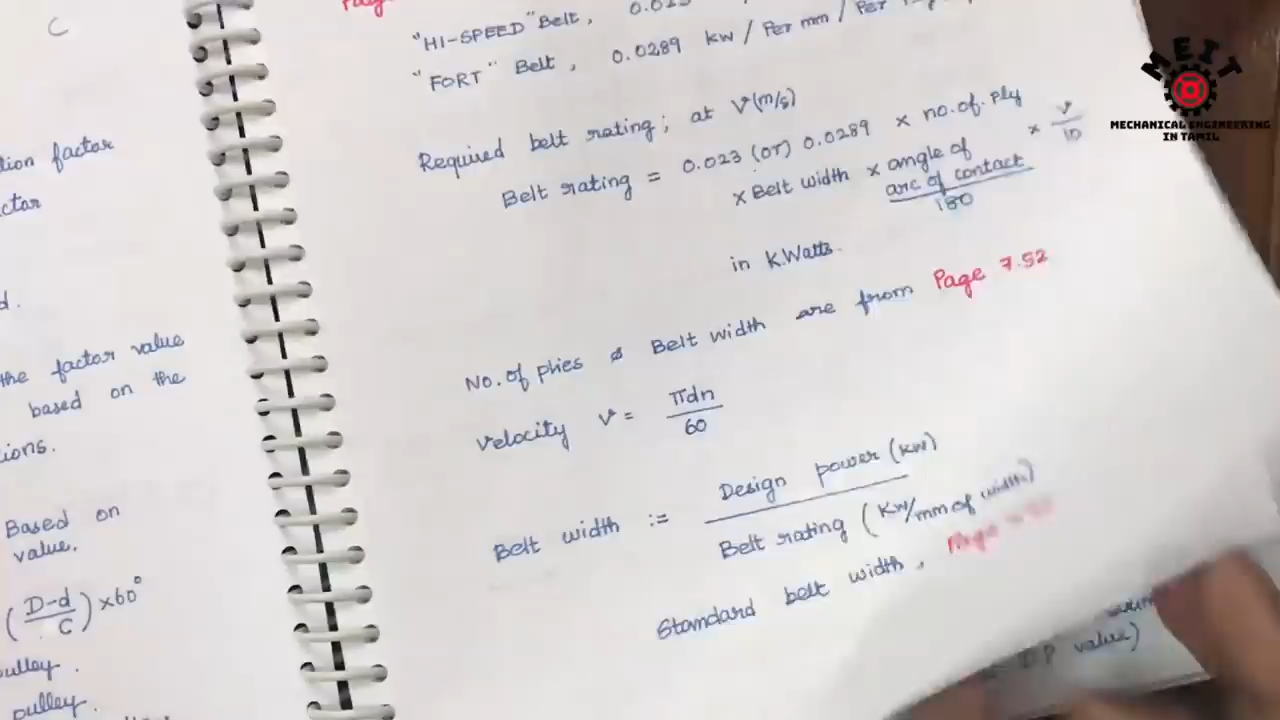 C
tion factor
ctor
d.
the factor value
based on the
ions.
Based on
value.
(D-d/C) ×60°
pulley.
pulley.
"HI-SPEED" Belt,
"FORT" Belt, 0.0289 kw / Per mm / Per
Required belt rating; at V(m/s)
Belt rating = 0.023 (or) 0.0289 × no.of.ply
× Belt width × angle of arc of contact/180 × v/10
in K.Watts.
No. of plies & Belt width are from Page 7.52
velocity v = πdn/60
Belt width := Design power (kw)/Belt rating (kw/mm of width)
Standard belt width,
value)
MEIT
MECHANICAL ENGINEERING
IN TAMIL